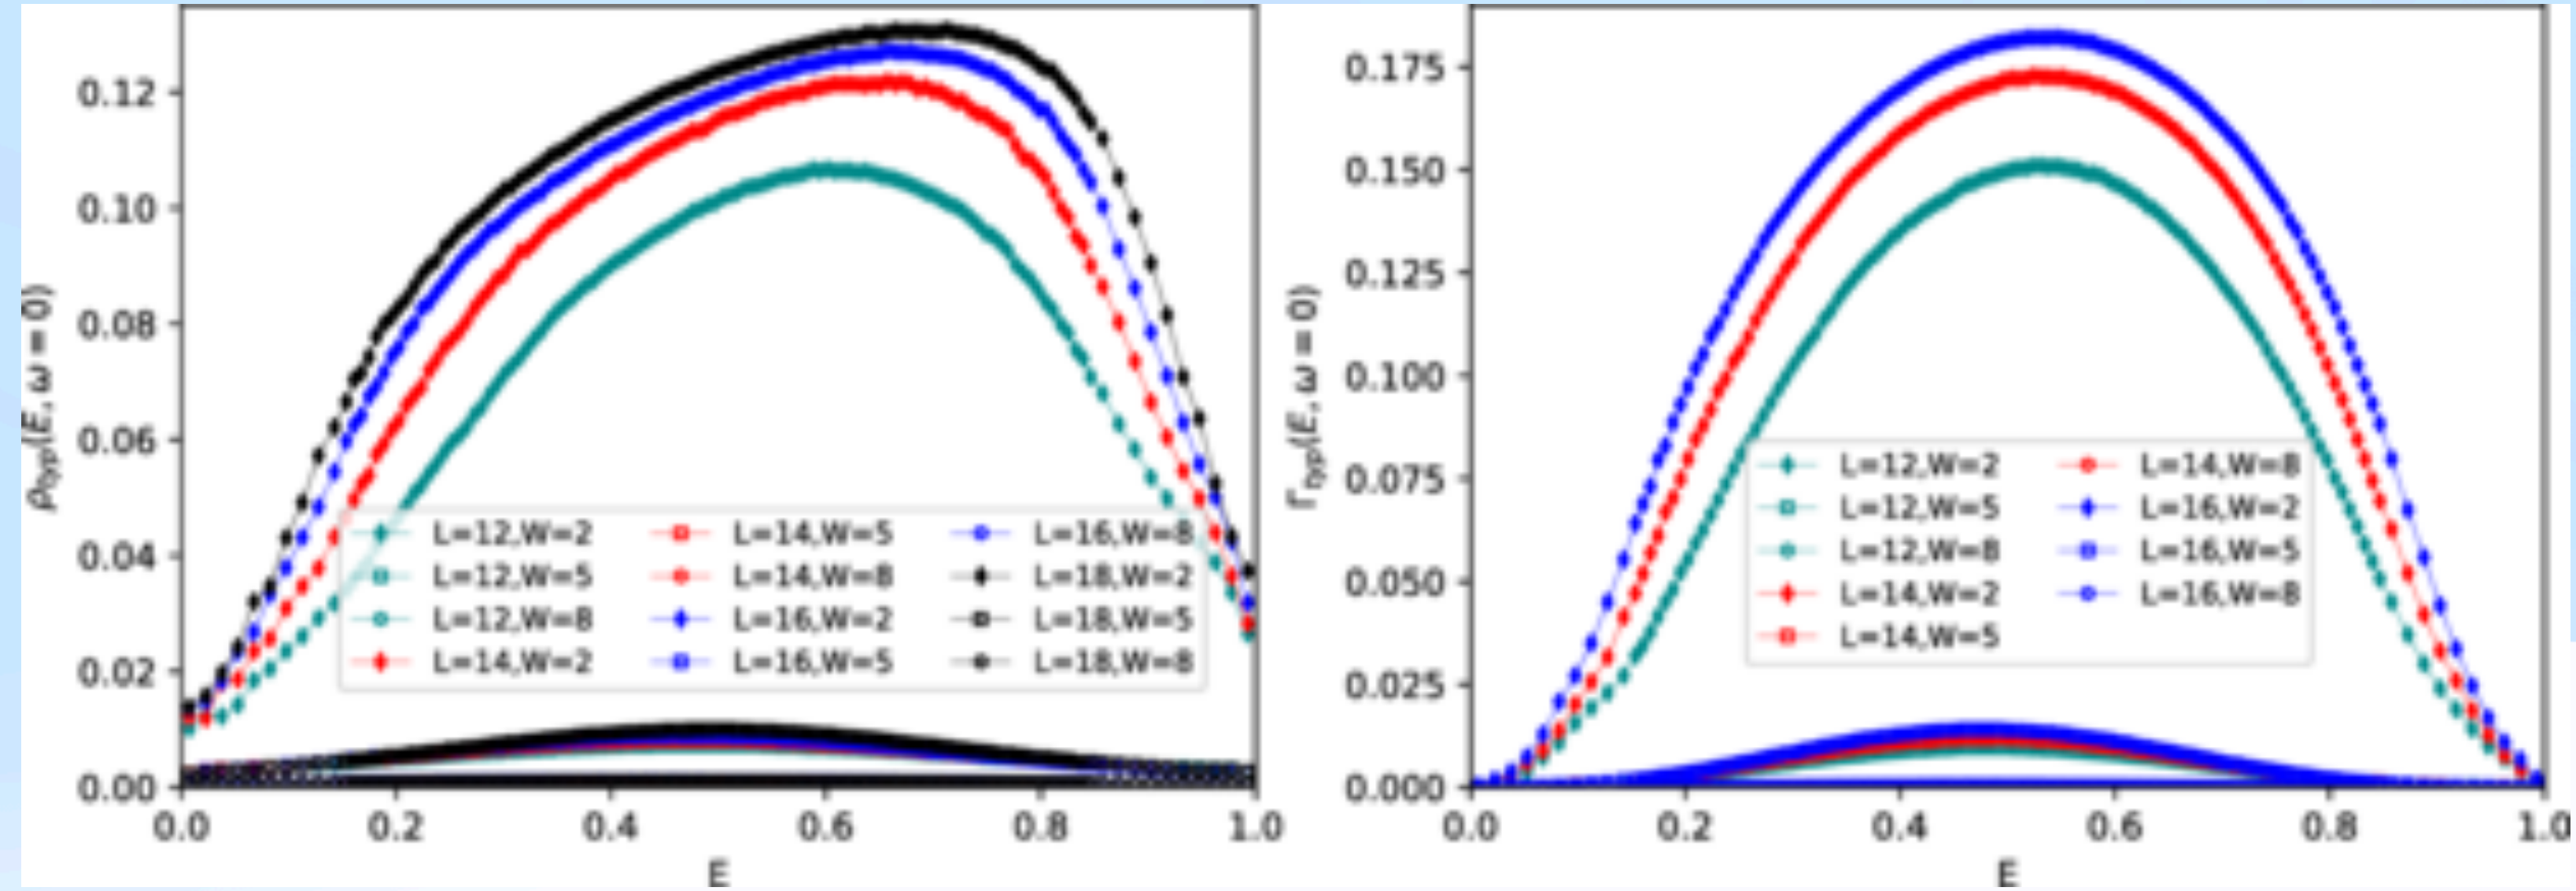 0.12
0.10
0.08
0.06
0.04
0.02
0.00
ρtyp(E, ω = 0)
L=12,W=2
L=12,W=5
L=12,W=8
L=14,W=2
L=14,W=5
L=14,W=8
L=16,W=2
L=16,W=5
L=16,W=8
L=18,W=2
L=18,W=5
L=18,W=8
0.0 0.2 0.4 0.6 0.8 1.0
E
0.175
0.150
0.125
0.100
0.075
0.050
0.025
0.000
Γtyp(E, ω = 0)
L=12,W=2
L=12,W=5
L=12,W=8
L=14,W=2
L=14,W=5
L=14,W=8
L=16,W=2
L=16,W=5
L=16,W=8
0.0 0.2 0.4 0.6 0.8 1.0
E